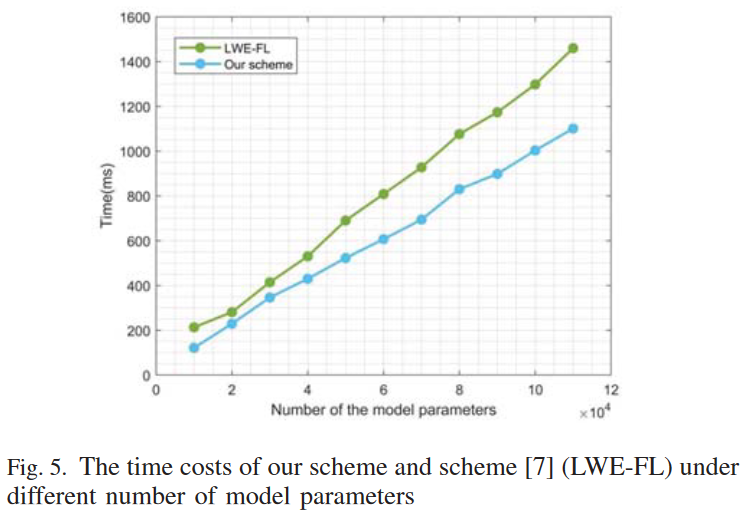 1600
1400
1200
1000
800
600
400
200
0
Time(ms)
LWE-FL
Our scheme
0 2 4 6 8 10 12
Number of the model parameters
×10⁴
Fig. 5. The time costs of our scheme and scheme [7] (LWE-FL) under
different number of model parameters